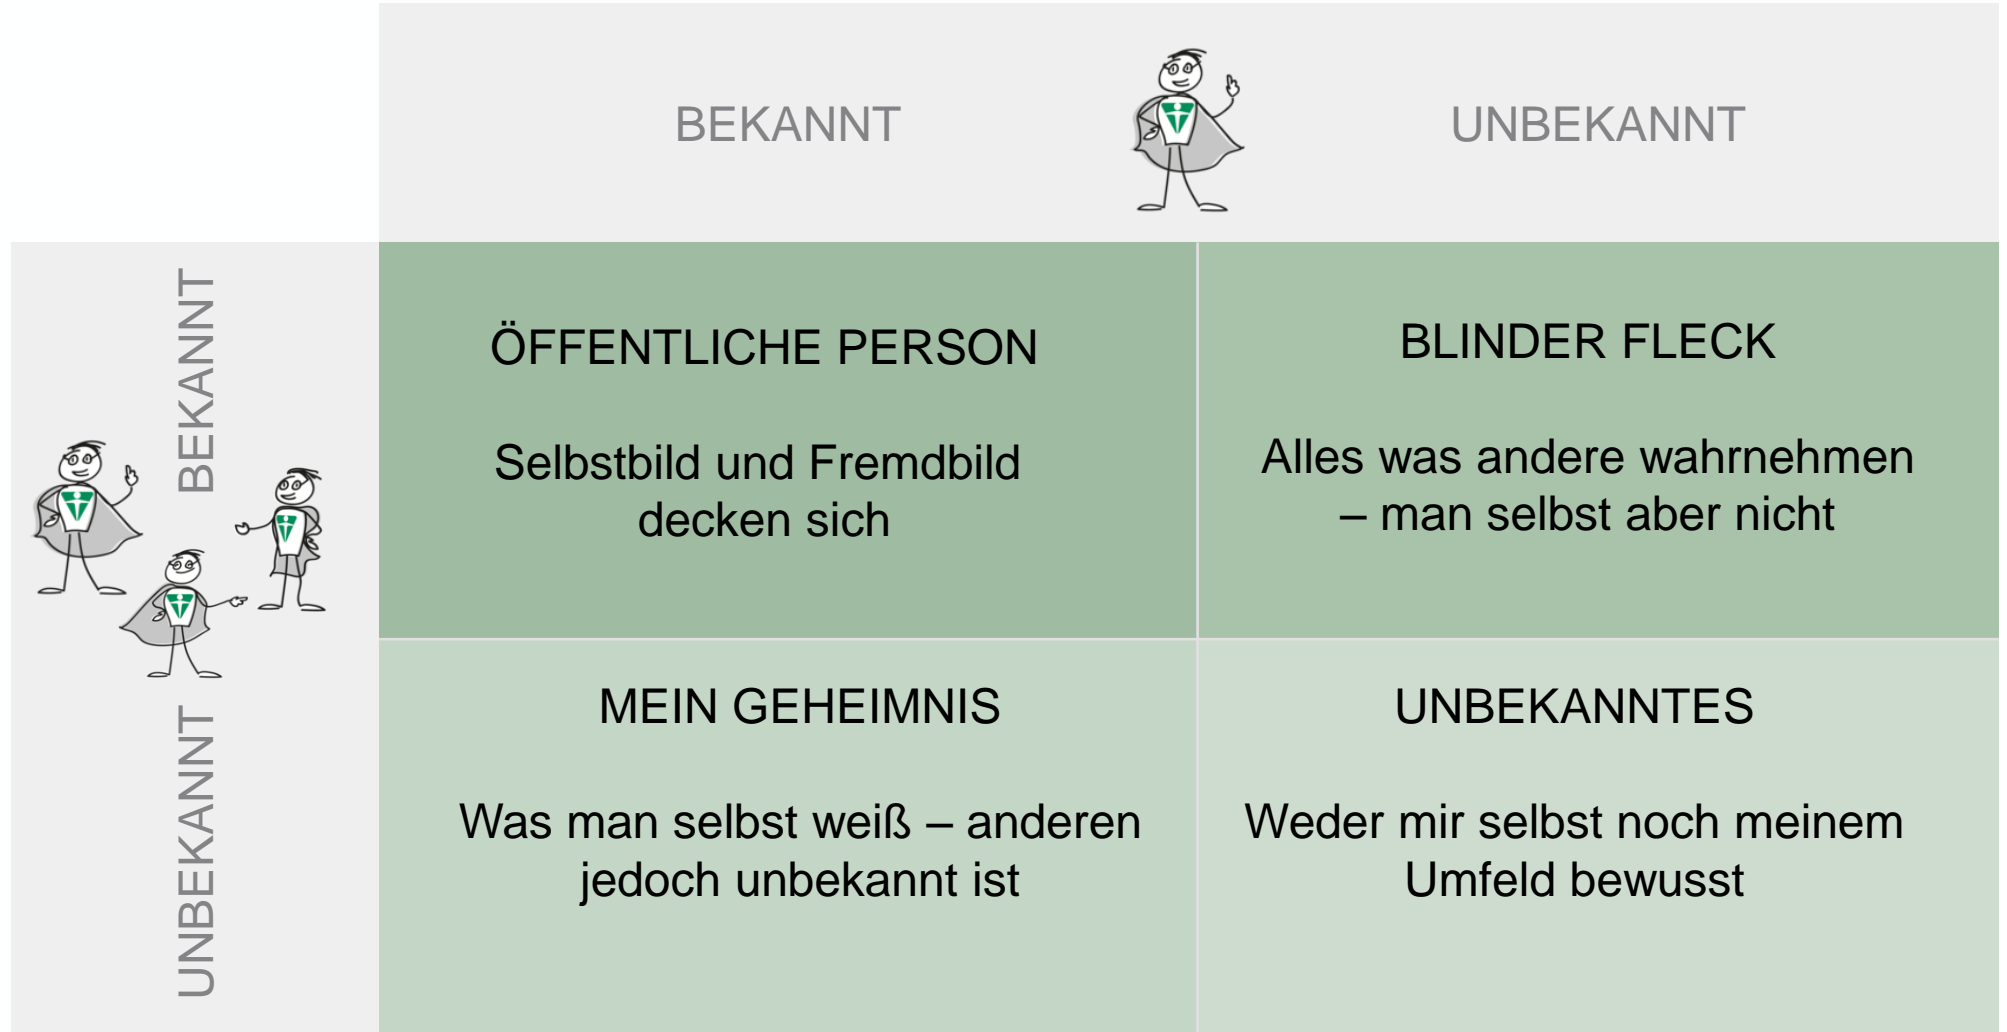 BEKANNT
UNBEKANNT
BEKANNT
ÖFFENTLICHE PERSON
Selbstbild und Fremdbild
decken sich
BLINDER FLECK
Alles was andere wahrnehmen
– man selbst aber nicht
UNBEKANNT
MEIN GEHEIMNIS
Was man selbst weiß – anderen
jedoch unbekannt ist
UNBEKANNTES
Weder mir selbst noch meinem
Umfeld bewusst